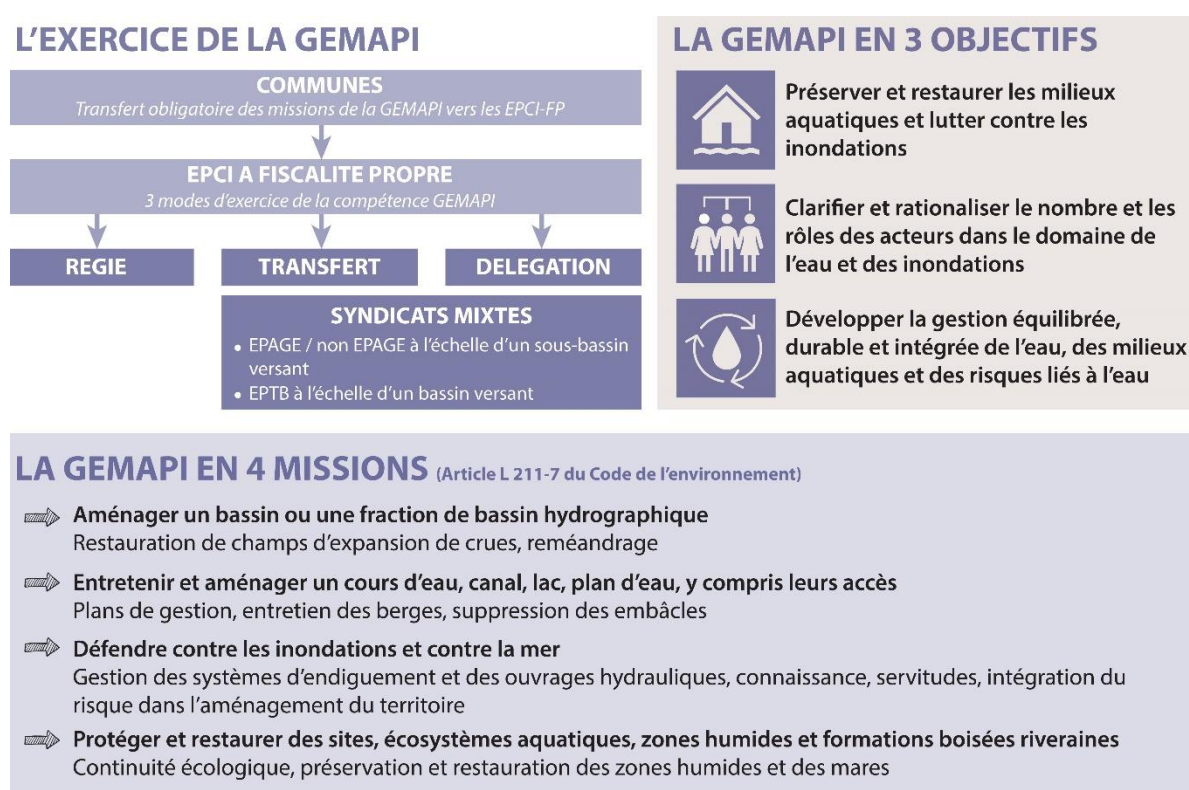 L'EXERCICE DE LA GEMAPI
COMMUNES
Transfert obligatoire des missions de la GEMAPI vers les EPCI-FP
EPCI A FISCALITE PROPRE
3 modes d'exercice de la compétence GEMAPI
REGIE
TRANSFERT
DELEGATION
SYNDICATS MIXTES
• EPAGE / non EPAGE à l'échelle d'un sous-bassin
versant
• EPTB à l'échelle d'un bassin versant
LA GEMAPI EN 3 OBJECTIFS
Préserver et restaurer les milieux
aquatiques et lutter contre les
inondations
Clarifier et rationaliser le nombre et les
rôles des acteurs dans le domaine de
l'eau et des inondations
Développer la gestion équilibrée,
durable et intégrée de l'eau, des milieux
aquatiques et des risques liés à l'eau
LA GEMAPI EN 4 MISSIONS (Article L 211-7 du Code de l'environnement)
Aménager un bassin ou une fraction de bassin hydrographique
Restauration de champs d'expansion de crues, reméandrage
Entretenir et aménager un cours d'eau, canal, lac, plan d'eau, y compris leurs accès
Plans de gestion, entretien des berges, suppression des embâcles
Défendre contre les inondations et contre la mer
Gestion des systèmes d'endiguement et des ouvrages hydrauliques, connaissance, servitudes, intégration du
risque dans l'aménagement du territoire
Protéger et restaurer des sites, écosystèmes aquatiques, zones humides et formations boisées riveraines
Continuité écologique, préservation et restauration des zones humides et des mares